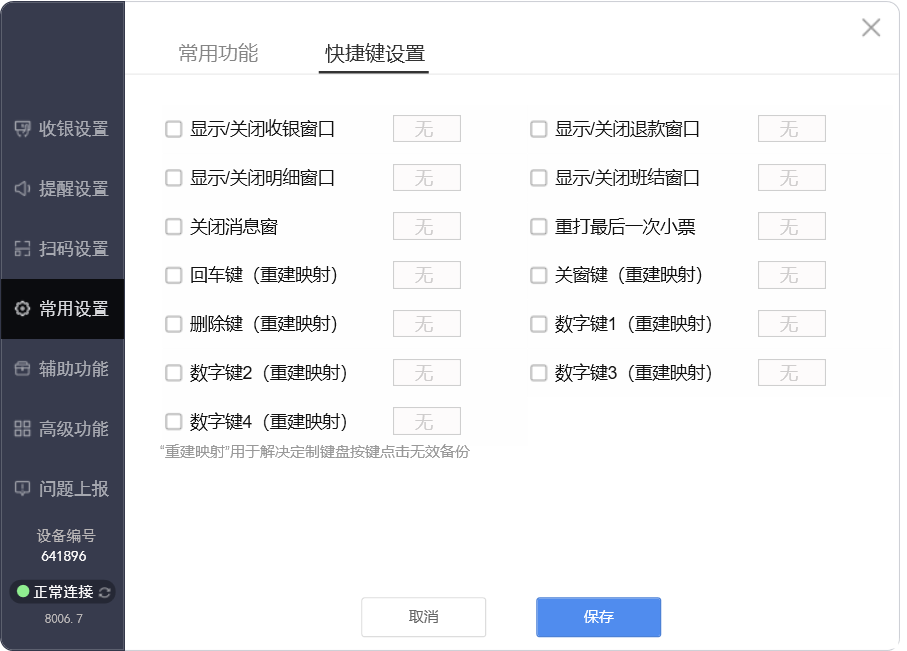 常用功能
快捷键设置
收银设置
提醒设置
扫码设置
常用设置
辅助功能
高级功能
问题上报
设备编号
641896
正常连接
8006. 7
显示/关闭收银窗口 无
显示/关闭退款窗口 无
显示/关闭明细窗口 无
显示/关闭班结窗口 无
关闭消息窗 无
重打最后一次小票 无
回车键（重建映射） 无
关窗键（重建映射） 无
删除键（重建映射） 无
数字键1（重建映射） 无
数字键2（重建映射） 无
数字键3（重建映射） 无
数字键4（重建映射） 无
“重建映射”用于解决定制键盘按键点击无效备份
取消
保存